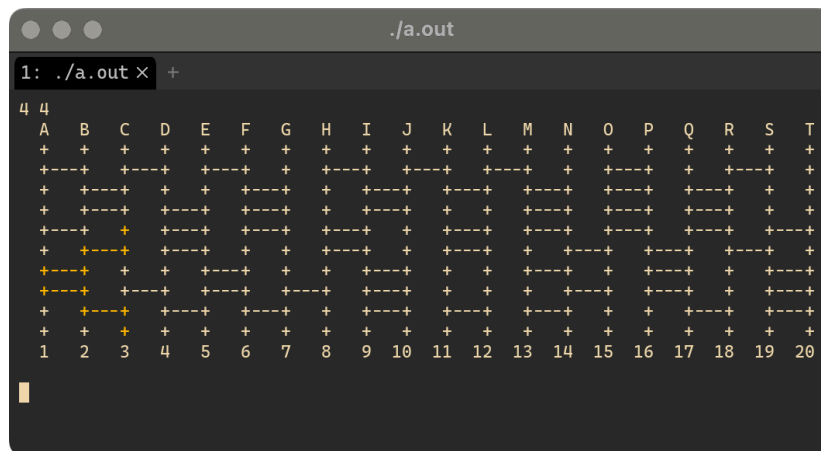 ./a.out
1: ./a.out × +
4 4
A   B   C   D   E   F   G   H   I   J   K   L   M   N   O   P   Q   R   S   T
+   +   +   +   +   +   +   +   +   +   +   +   +   +   +   +   +   +   +   +
+---+   +---+   +---+   +   +---+   +---+   +---+   +   +---+   +   +---+   +
+   +---+   +   +   +---+   +   +---+   +---+   +---+   +---+   +---+   +   +
+   +---+   +---+   +---+   +   +---+   +   +   +---+   +---+   +---+   +---+
+---+   +   +   +   +---+   +---+   +   +---+   +---+   +---+   +---+   +---+
+   +---+   +---+   +---+   +   +---+   +---+   +   +---+   +---+   +---+   +
+---+   +   +   +---+   +   +   +---+   +   +   +   +   +   +---+   +   +---+
+---+   +---+   +---+   +---+   +---+   +---+   +   +---+   +---+   +   +---+
+   +---+   +---+   +---+   +   +---+   +---+   +---+   +   +   +---+   +---+
+   +   +   +   +   +   +   +   +   +   +   +   +   +   +   +   +   +   +   +
1   2   3   4   5   6   7   8   9  10  11  12  13  14  15  16  17  18  19  20